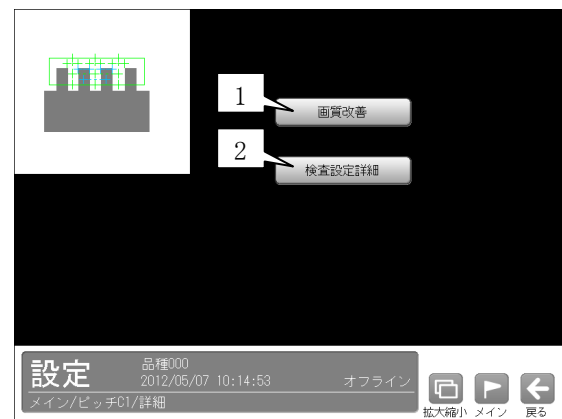 1
画質改善
2
検査設定詳細
設定
品種000
2012/05/07 10:14:53
オフライン
メイン/ピッチC1/詳細
拡大縮小
メイン
戻る